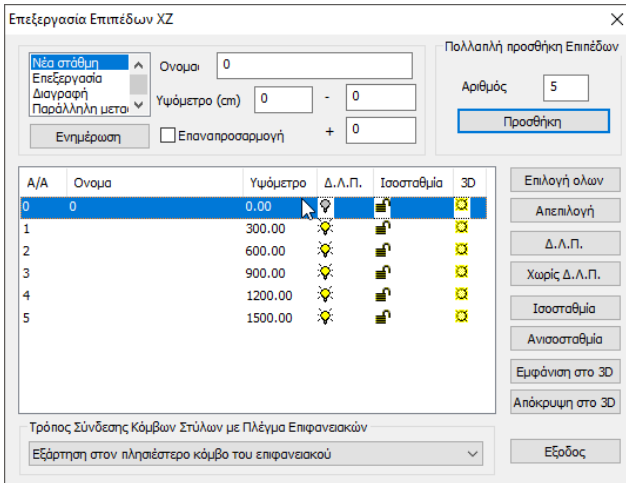 Επεξεργασία Επιπέδων XZ
Νέα στάθμη
Επεξεργασία
Διαγραφή
Παράλληλη μετα
Ονομα
0
Υψόμετρο (cm)
0
-
0
Ενημέρωση
Επαναπροσαρμογή
+
0
Πολλαπλή προσθήκη Επιπέδων
Αριθμός
5
Προσθήκη
Α/Α Ονομα Υψόμετρο Δ.Λ.Π. Ισοσταθμία 3D
0 0 0.00
1 300.00
2 600.00
3 900.00
4 1200.00
5 1500.00
Επιλογή ολων
Απεπιλογή
Δ.Λ.Π.
Χωρίς Δ.Λ.Π.
Ισοσταθμία
Ανισοσταθμία
Εμφάνιση στο 3D
Απόκρυψη στο 3D
Τρόπος Σύνδεσης Κόμβων Στύλων με Πλέγμα Επιφανειακών
Εξάρτηση στον πλησιέστερο κόμβο του επιφανειακού
Εξοδος